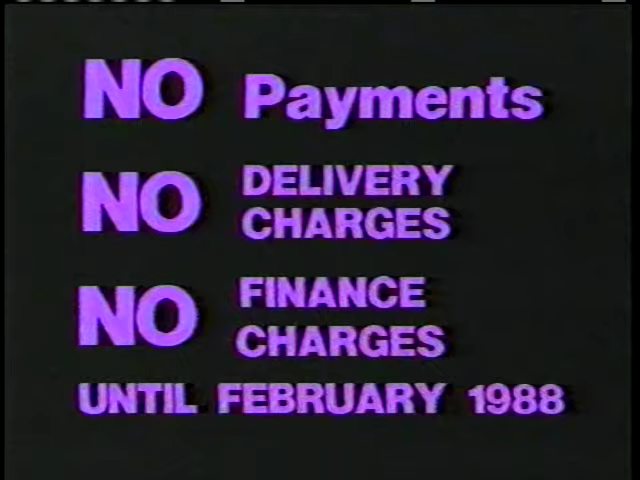 NO Payments
NO DELIVERY
CHARGES
NO FINANCE
CHARGES
UNTIL FEBRUARY 1988